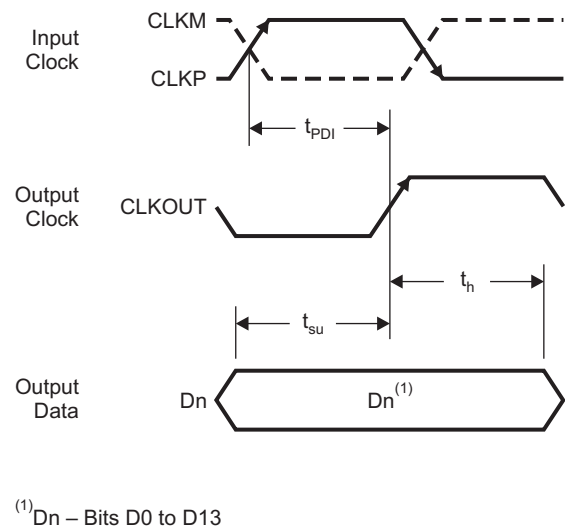 CLKM
Input
Clock
CLKP
tPDI
Output
Clock
CLKOUT
th
tsu
Output
Data
Dn
Dn(1)
(1)Dn – Bits D0 to D13